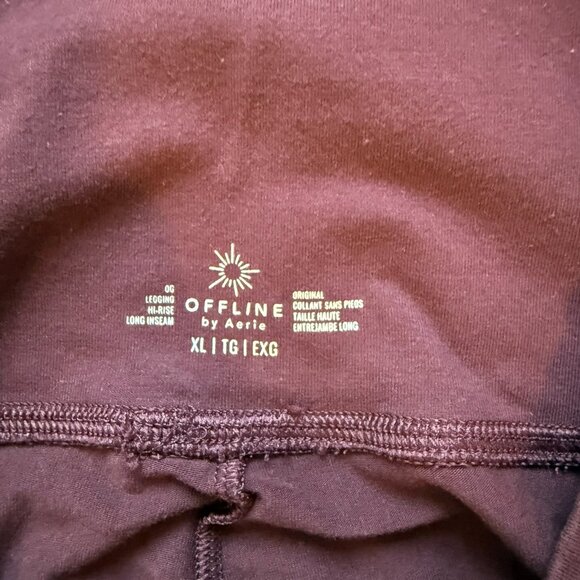 OG
LEGGING
HI-RISE
LONG INSEAM
OFFLINE
by Aerie
XL | TG | EXG
ORIGINAL
COLLANT SANS PIEDS
TAILLE HAUTE
ENTREJAMBE LONG